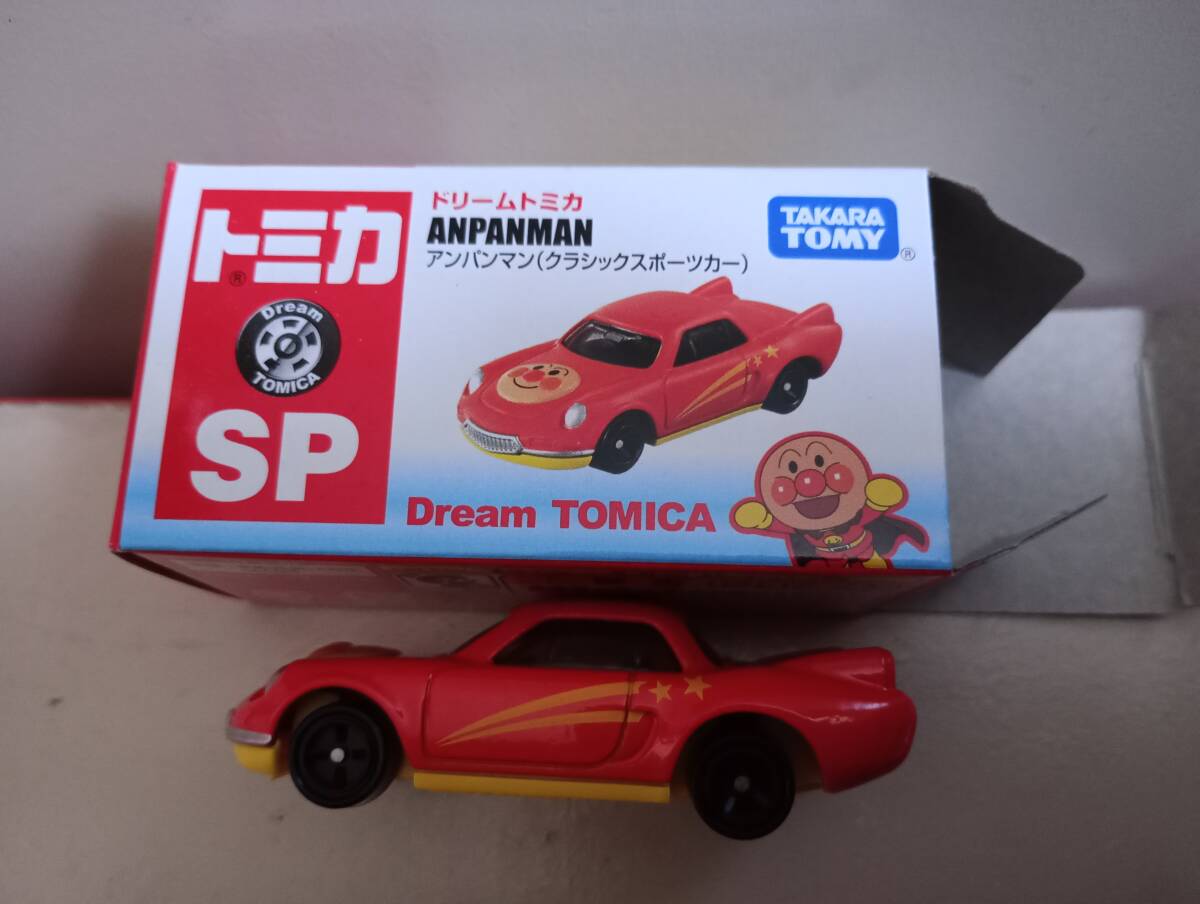 トミカ
®
Dream
TOMICA
SP
ドリームトミカ
ANPANMAN
アンパンマン(クラシックスポーツカー)
TAKARA
TOMY
®
Dream TOMICA